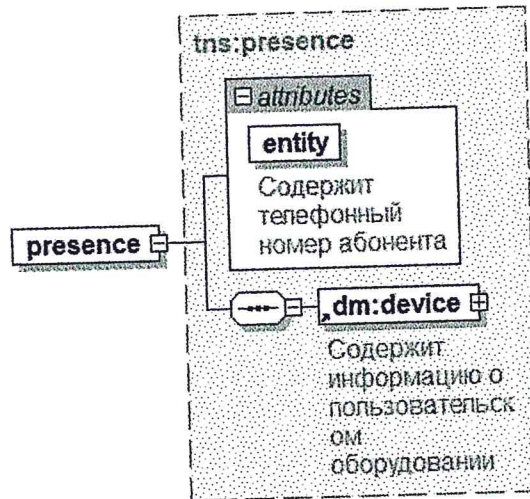 tns:presence
attributes
entity
Содержит
телефонный
номер абонента
presence
dm:device
Содержит
информацию о
пользовательск
ом
оборудовании